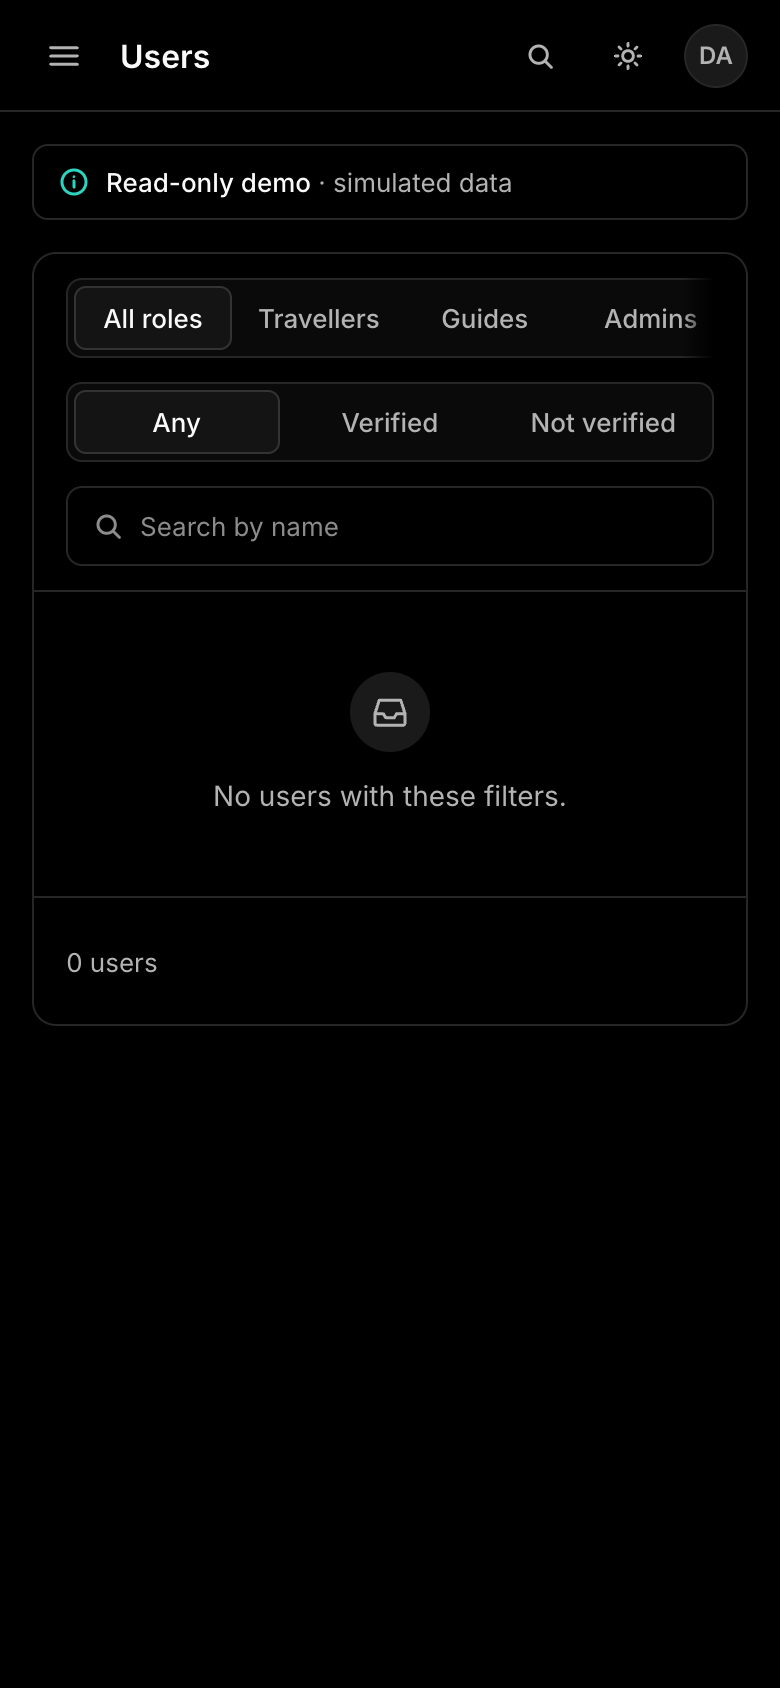 Users
DA
Read-only demo · simulated data
All roles Travellers Guides Admins
Any Verified Not verified
Search by name
No users with these filters.
0 users